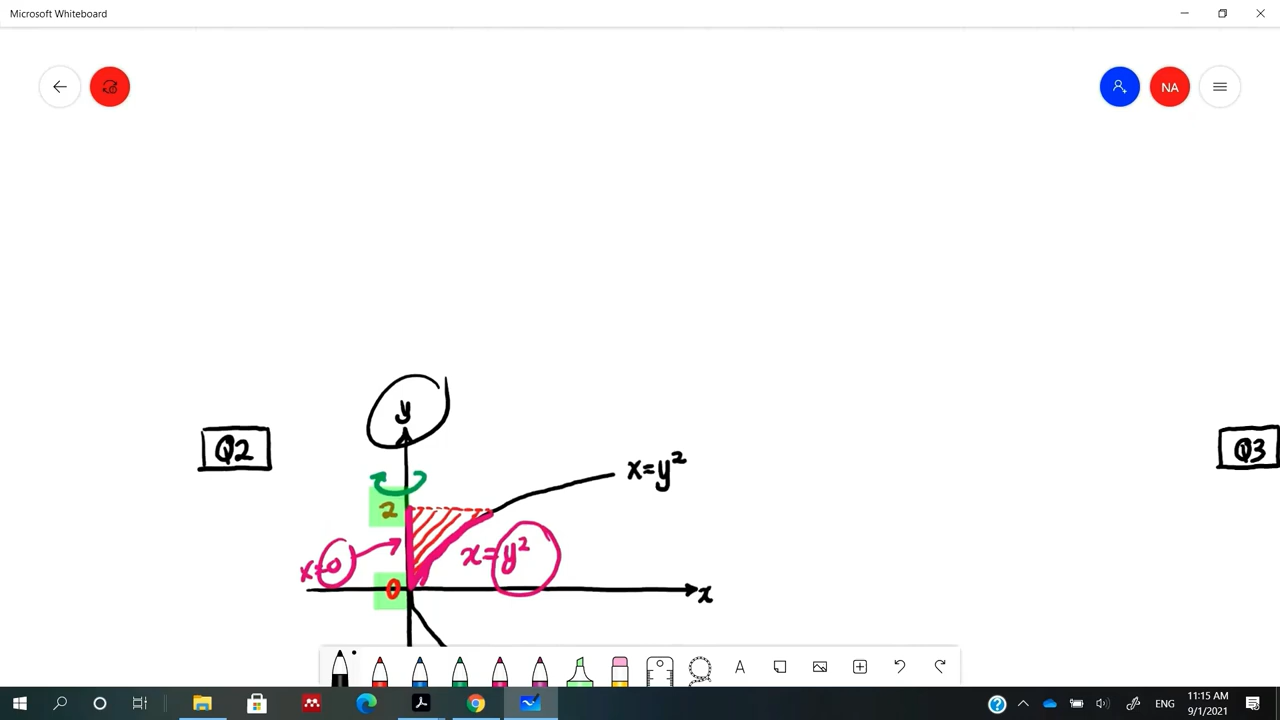 Microsoft Whiteboard
NA
y
Q2
Q3
x=y²
2
x=0
x=y²
0
x
A
ENG
11:15 AM
9/1/2021